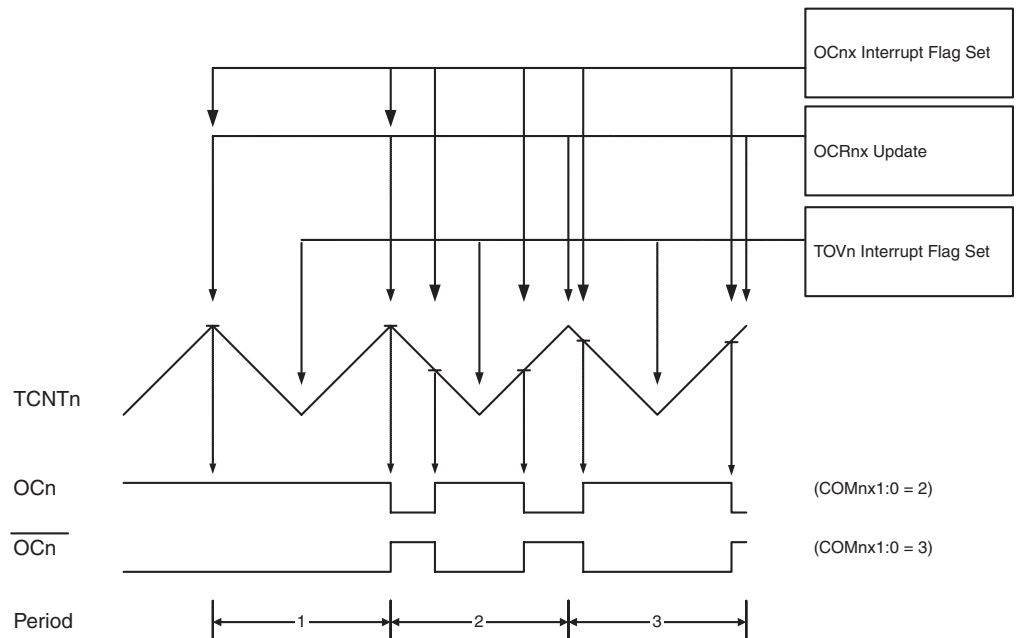 OCnx Interrupt Flag Set
OCRnx Update
TOVn Interrupt Flag Set
TCNTn
OCn
(COMnx1:0 = 2)
OCn
(COMnx1:0 = 3)
Period
1
2
3